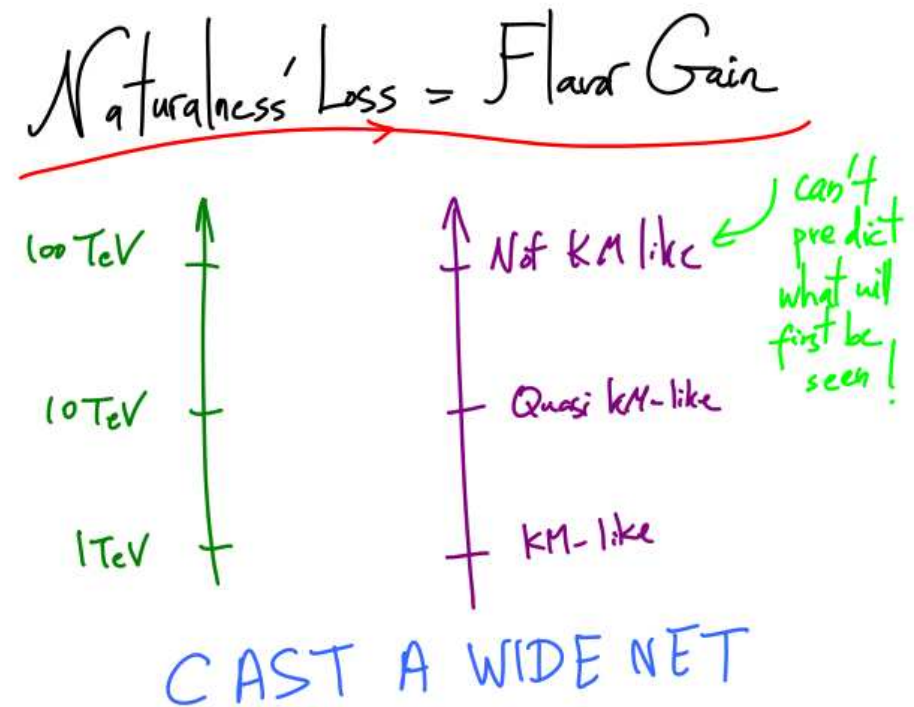 Naturalness' Loss = Flavor Gain
100 TeV
Not KM like
can't
predict
what will
first be
seen!
10 TeV
Quasi KM-like
1 TeV
KM-like
CAST A WIDE NET